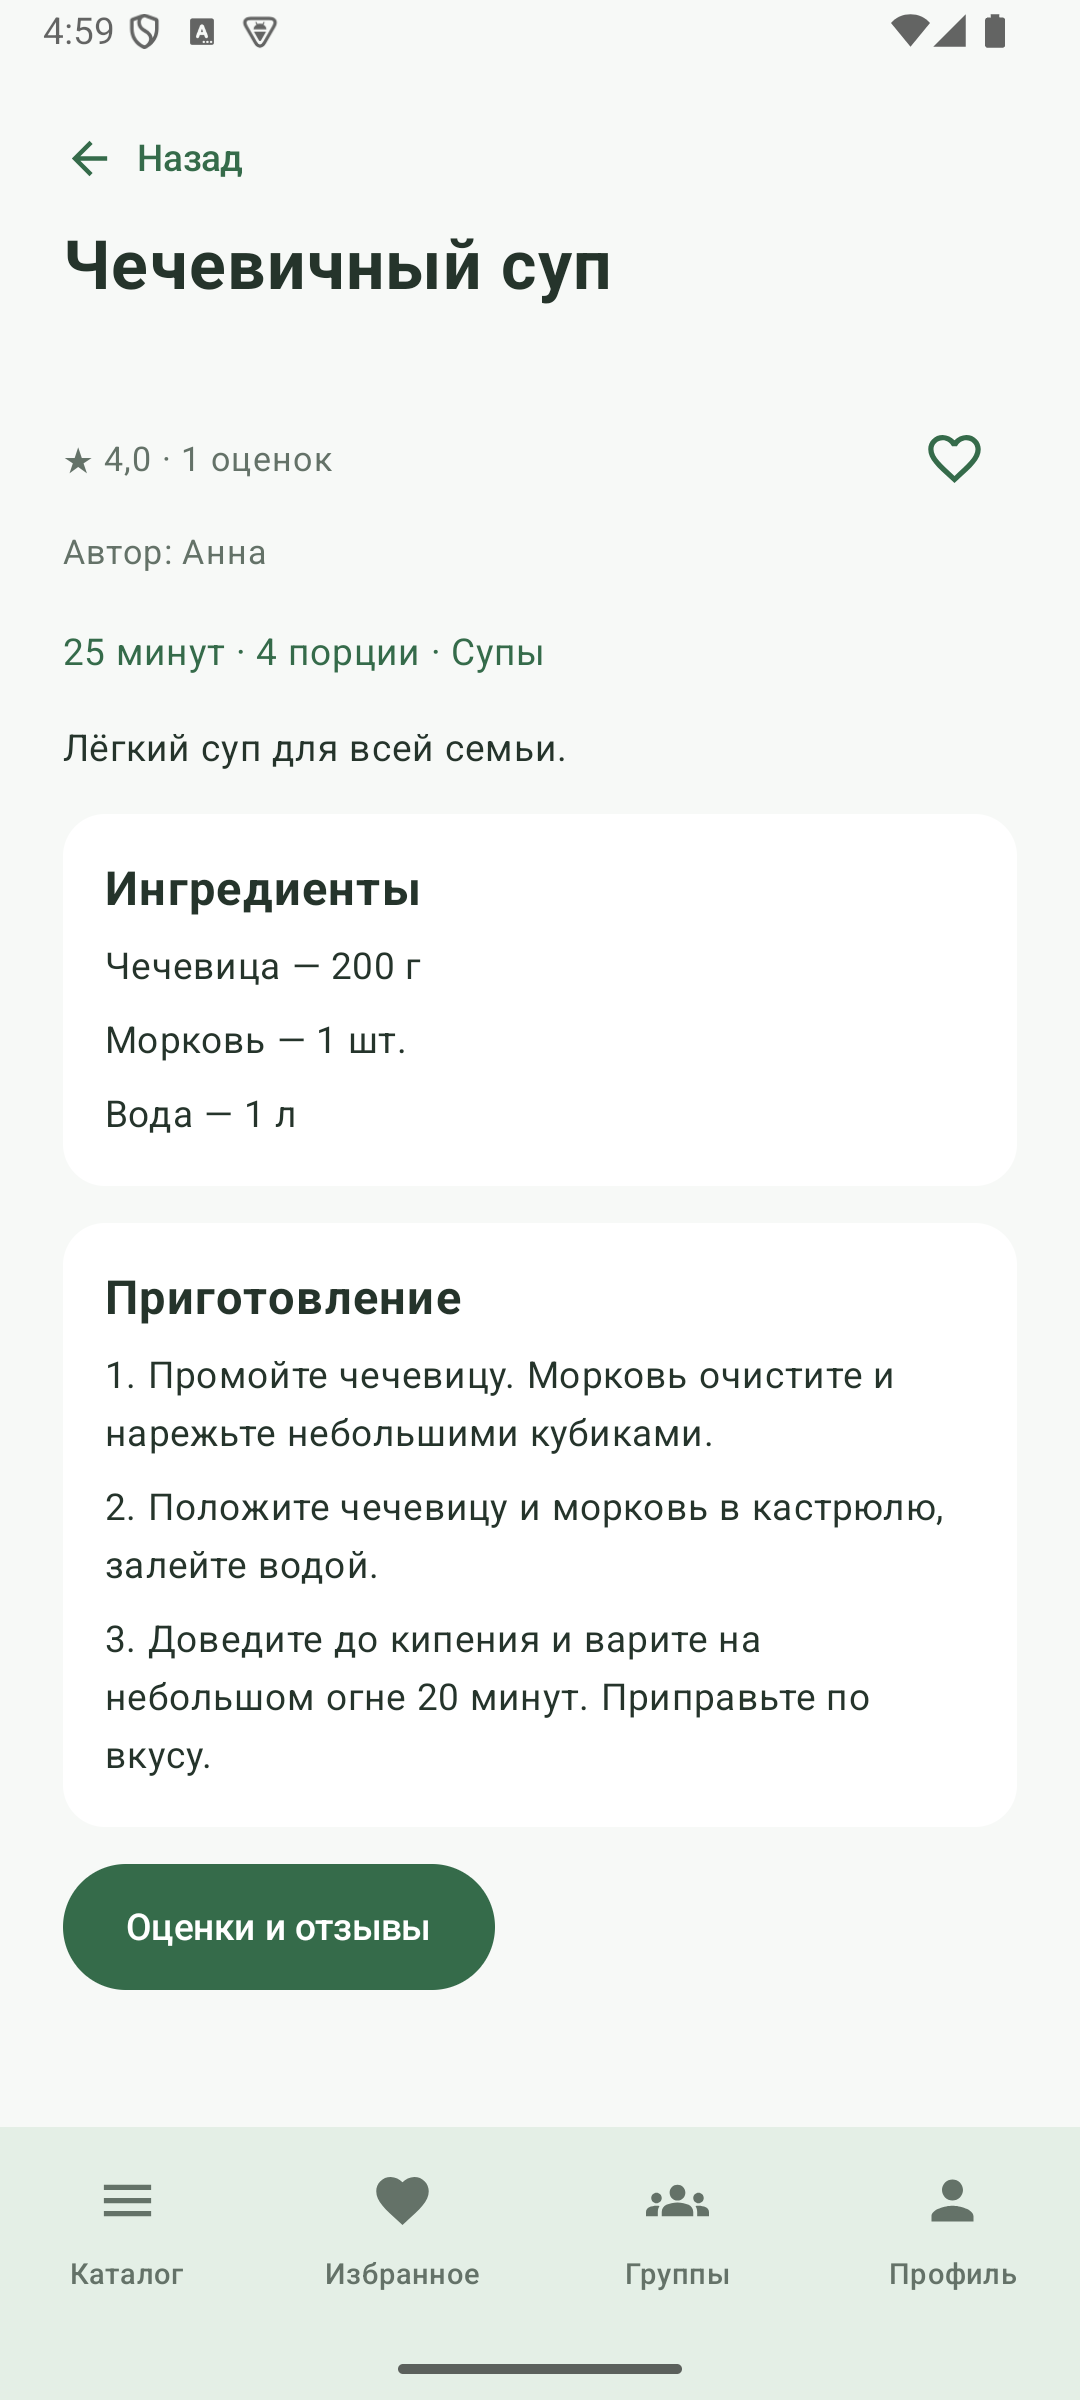 4:59
Назад
Чечевичный суп
★ 4,0 · 1 оценок
Автор: Анна
25 минут · 4 порции · Супы
Лёгкий суп для всей семьи.
Ингредиенты
Чечевица — 200 г
Морковь — 1 шт.
Вода — 1 л
Приготовление
1. Промойте чечевицу. Морковь очистите и
нарежьте небольшими кубиками.
2. Положите чечевицу и морковь в кастрюлю,
залейте водой.
3. Доведите до кипения и варите на
небольшом огне 20 минут. Приправьте по
вкусу.
Оценки и отзывы
Каталог
Избранное
Группы
Профиль